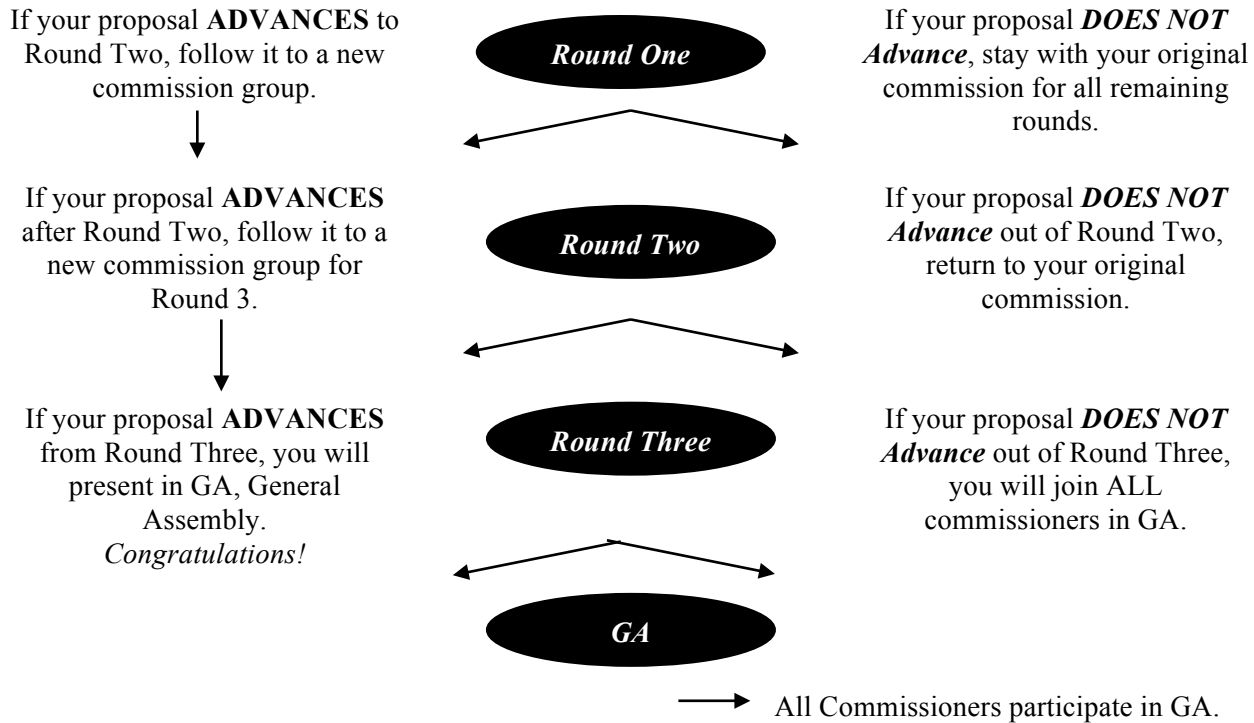 If your proposal ADVANCES to
Round Two, follow it to a new
commission group.
Round One
If your proposal DOES NOT
Advance, stay with your original
commission for all remaining
rounds.
If your proposal ADVANCES
after Round Two, follow it to a
new commission group for
Round 3.
Round Two
If your proposal DOES NOT
Advance out of Round Two,
return to your original
commission.
If your proposal ADVANCES
from Round Three, you will
present in GA, General
Assembly.
Congratulations!
Round Three
If your proposal DOES NOT
Advance out of Round Three,
you will join ALL
commissioners in GA.
GA
All Commissioners participate in GA.